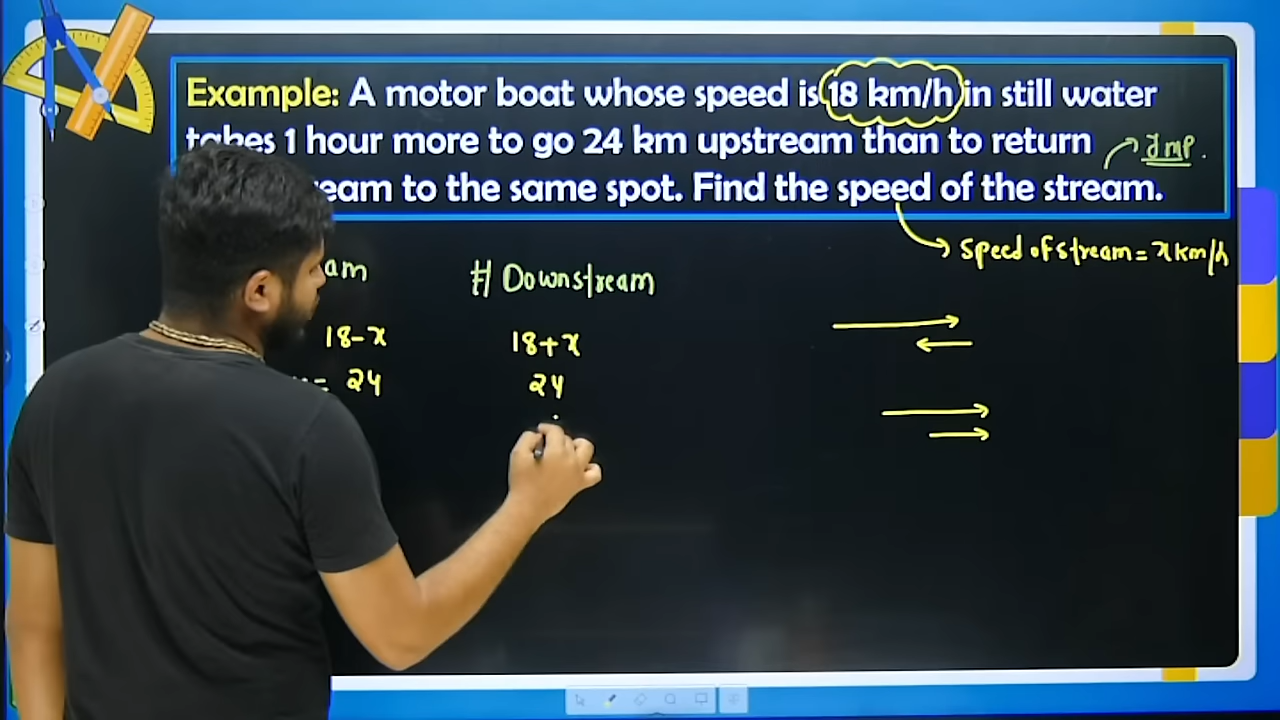 Example: A motor boat whose speed is 18 km/h in still water
takes 1 hour more to go 24 km upstream than to return
eam to the same spot. Find the speed of the stream.
Imp.
Speed of stream = x km/h
am
# Downstream
18-x
18+x
= 24
24